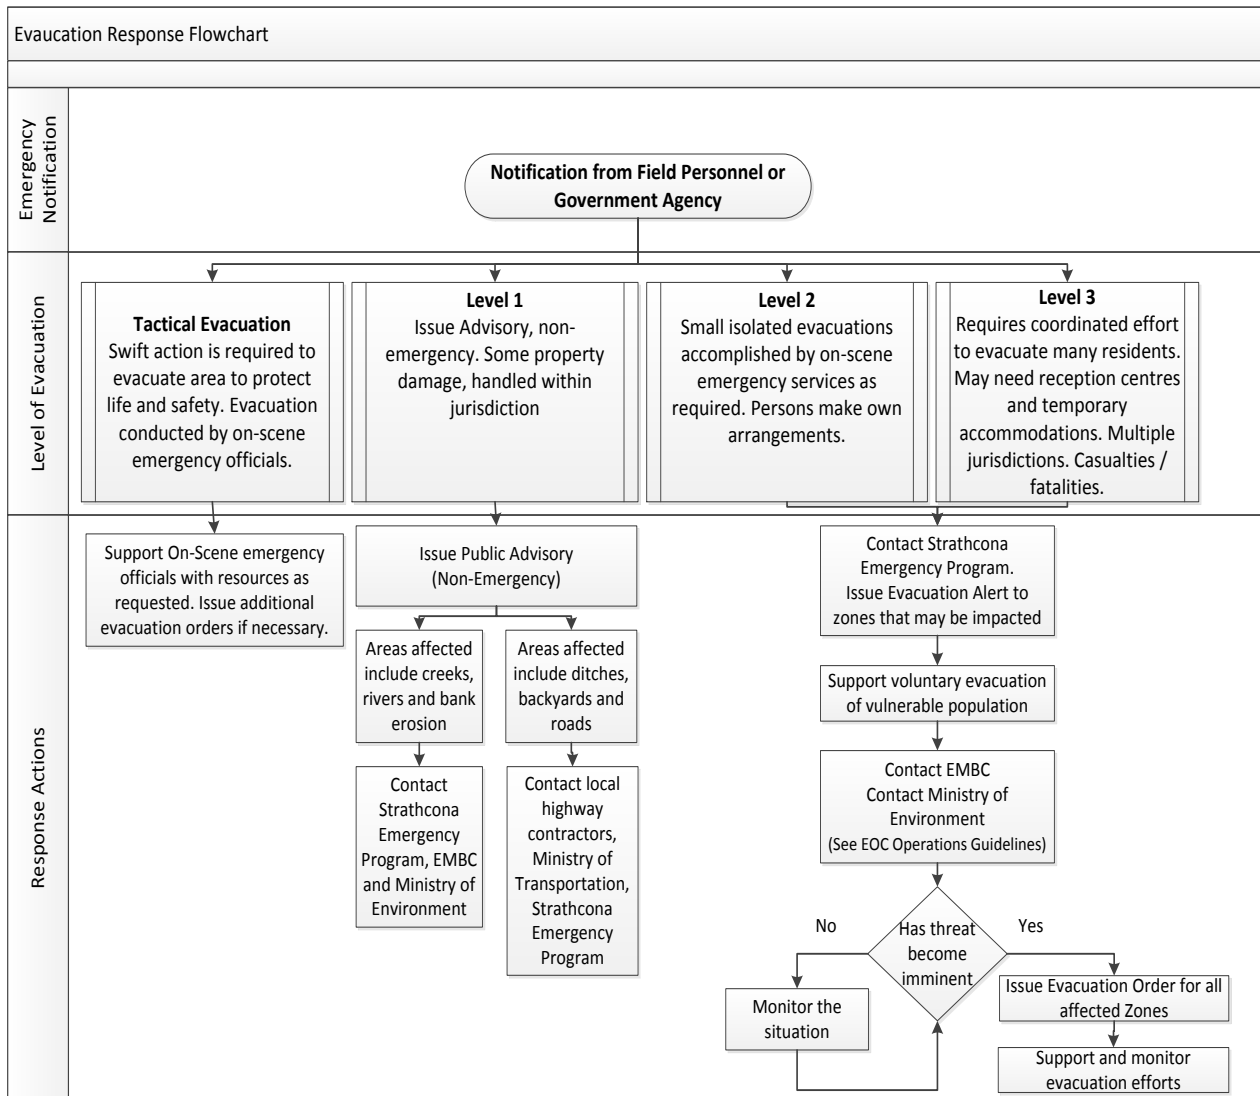 Evaucation Response Flowchart
Emergency
Notification
Notification from Field Personnel or
Government Agency
Level of Evacuation
Tactical Evacuation
Swift action is required to
evacuate area to protect
life and safety. Evacuation
conducted by on-scene
emergency officials.
Level 1
Issue Advisory, non-
emergency. Some property
damage, handled within
jurisdiction
Level 2
Small isolated evacuations
accomplished by on-scene
emergency services as
required. Persons make own
arrangements.
Level 3
Requires coordinated effort
to evacuate many residents.
May need reception centres
and temporary
accommodations. Multiple
jurisdictions. Casualties /
fatalities.
Response Actions
Support On-Scene emergency
officials with resources as
requested. Issue additional
evacuation orders if necessary.
Issue Public Advisory
(Non-Emergency)
Areas affected
include creeks,
rivers and bank
erosion
Areas affected
include ditches,
backyards and
roads
Contact
Strathcona
Emergency
Program, EMBC
and Ministry of
Environment
Contact local
highway
contractors,
Ministry of
Transportation,
Strathcona
Emergency
Program
Contact Strathcona
Emergency Program.
Issue Evacuation Alert to
zones that may be impacted
Support voluntary evacuation
of vulnerable population
Contact EMBC
Contact Ministry of
Environment
(See EOC Operations Guidelines)
Has threat
become
imminent
No
Yes
Monitor the
situation
Issue Evacuation Order for all
affected Zones
Support and monitor
evacuation efforts